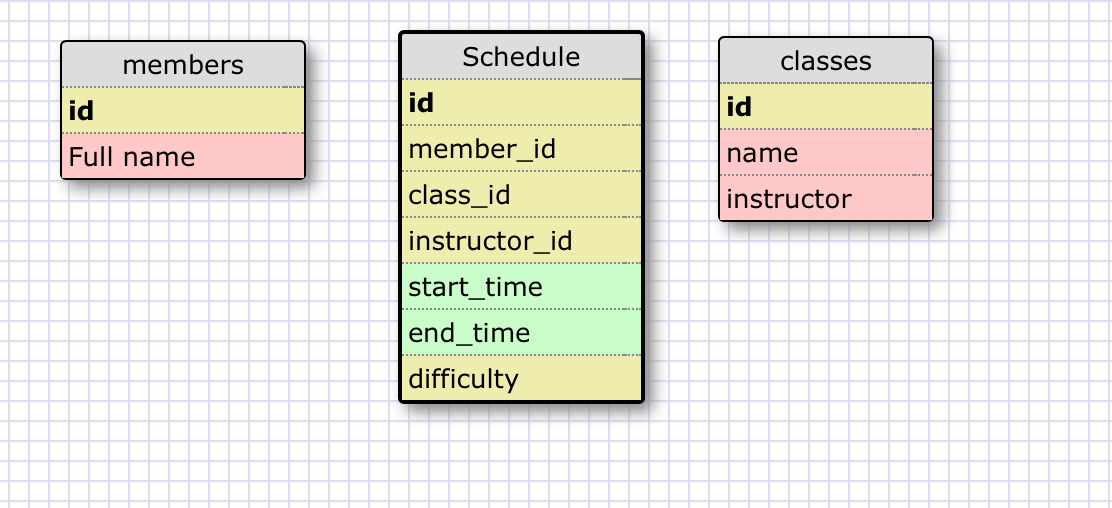 members
id
Full name
Schedule
id
member_id
class_id
instructor_id
start_time
end_time
difficulty
classes
id
name
instructor